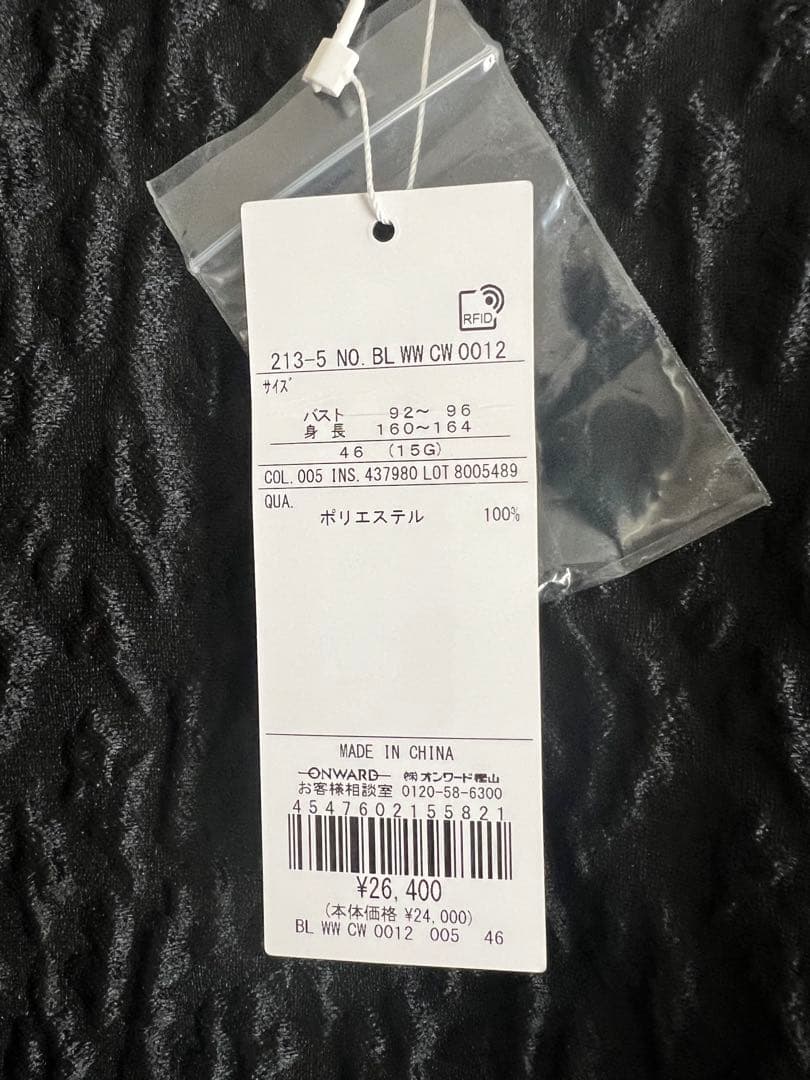 RFID
213-5 NO. BL WW CW 0012
サイズ
バスト 92～ 96
身 長 160～164
46 (15G)
COL. 005 INS. 437980 LOT 8005489
QUA.
ポリエステル 100%
MADE IN CHINA
ONWARD ㈱オンワード樫山
お客様相談室 0120-58-6300
4547602155821
¥26,400
(本体価格 ¥24,000)
BL WW CW 0012 005 46